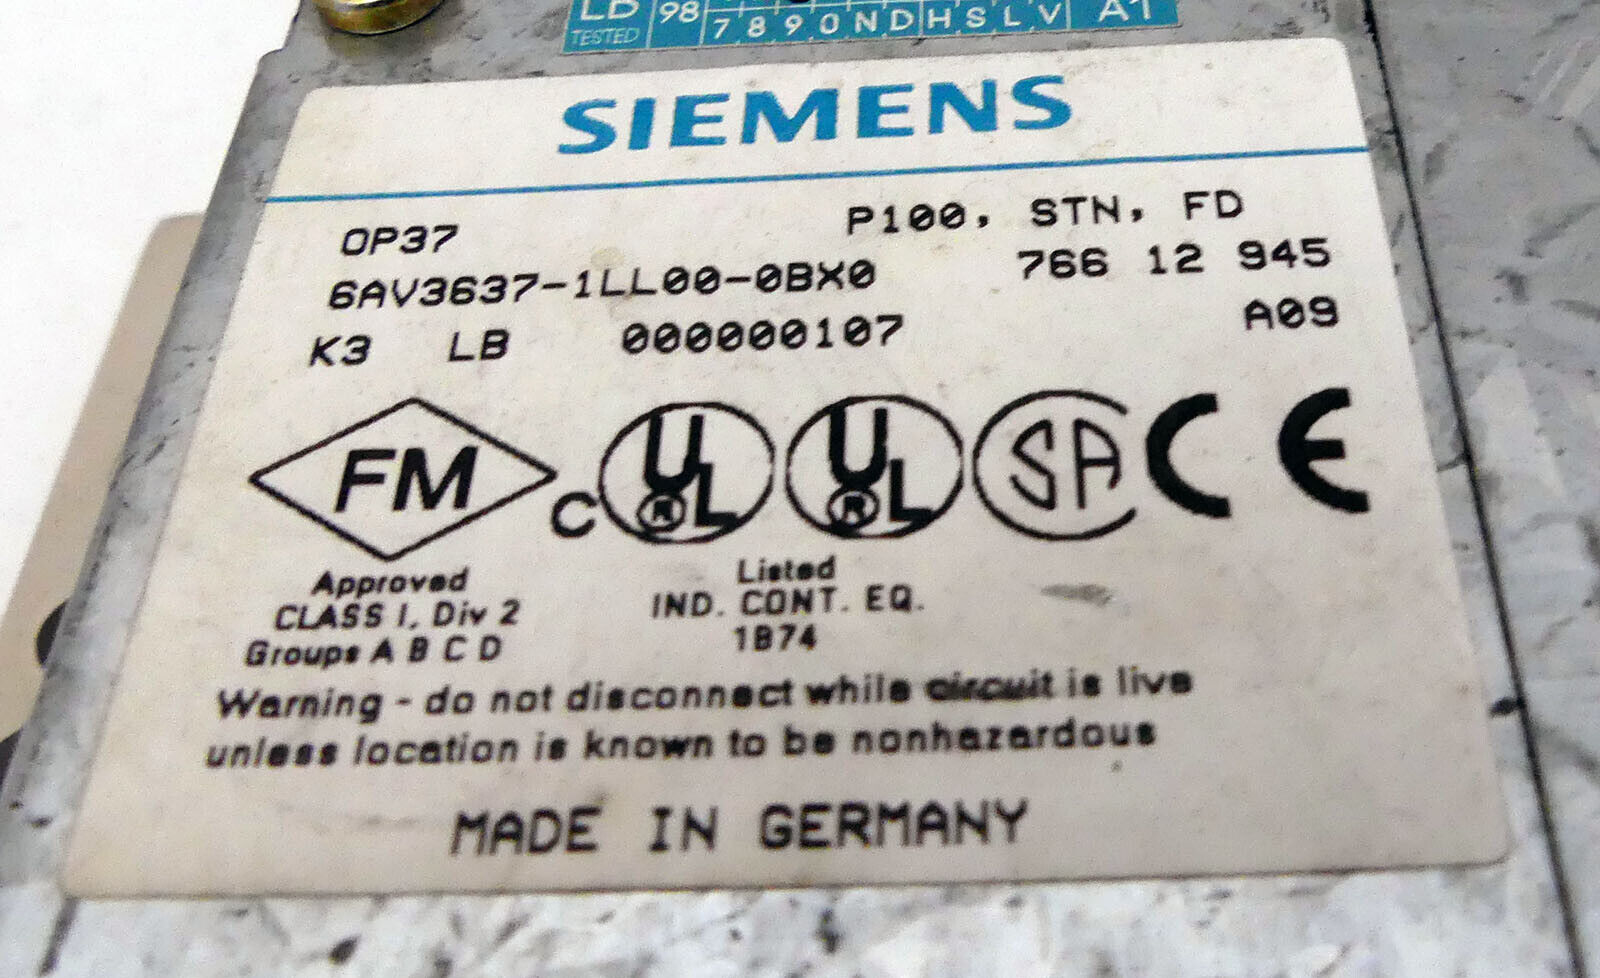 LD 98
TESTED 7 8 9 0 N D H S L V A1
SIEMENS
OP37 P100, STN, FD
6AV3637-1LL00-0BX0 766 12 945
K3 LB 000000107 A09
FM C UL R UL R SA CE
Approved Listed
CLASS I, Div 2 IND. CONT. EQ.
Groups A B C D 1B74
Warning - do not disconnect while circuit is live
unless location is known to be nonhazardous
MADE IN GERMANY